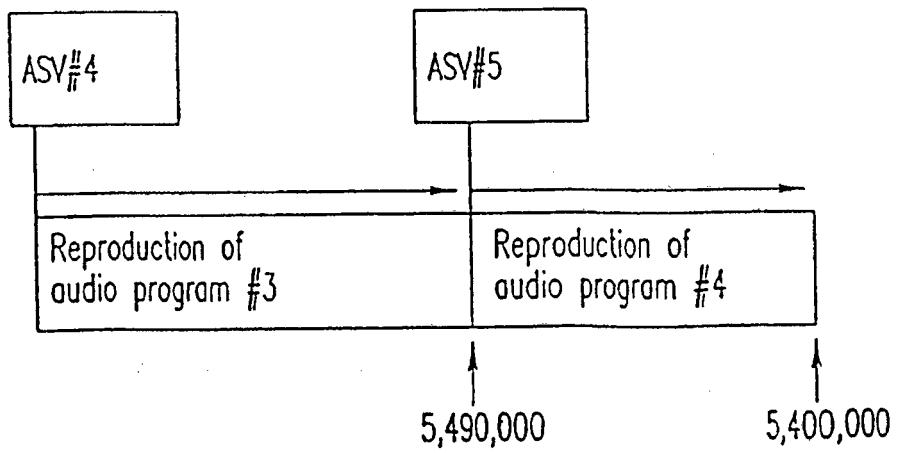 ASV#4
ASV#5
Reproduction of
audio program #3
Reproduction of
audio program #4
5,490,000
5,400,000